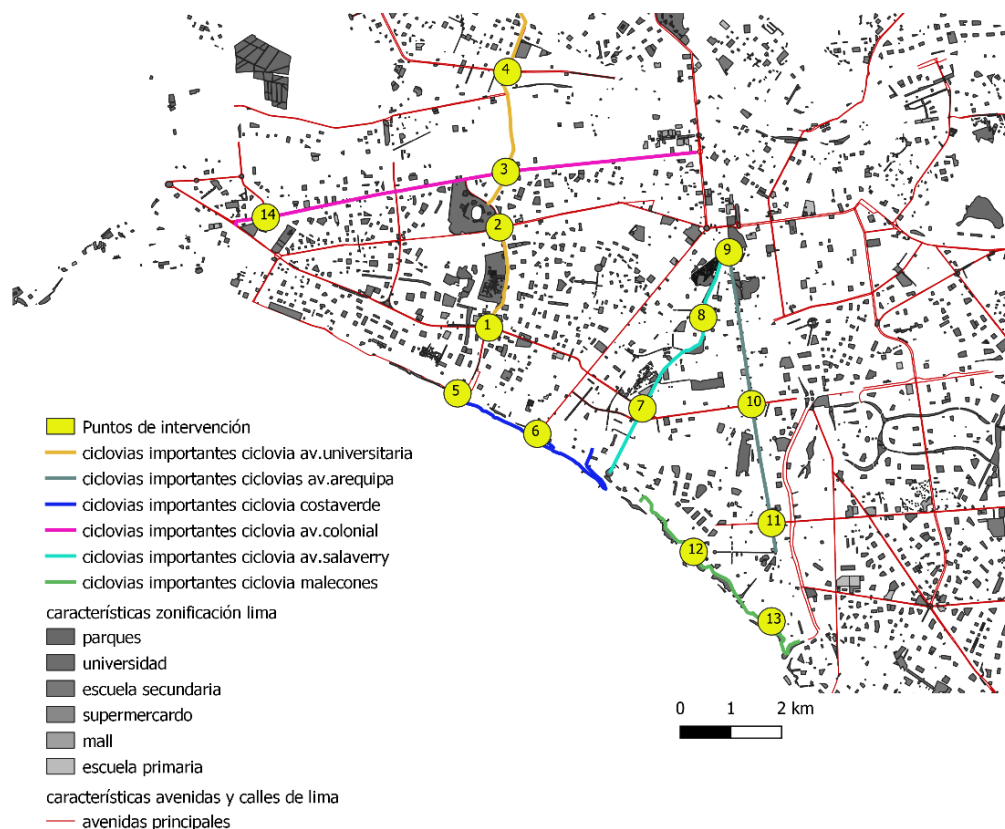 4
3
14
2
9
8
1
5
10
7
6
11
12
13
Puntos de intervención
ciclovias importantes ciclovia av.universitaria
ciclovias importantes ciclovias av.arequipa
ciclovias importantes ciclovia costaverde
ciclovias importantes ciclovia av.colonial
ciclovias importantes ciclovia av.salaverry
ciclovias importantes ciclovia malecones
características zonificación lima
parques
universidad
escuela secundaria
supermercardo
mall
escuela primaria
características avenidas y calles de lima
avenidas principales
0 1 2 km